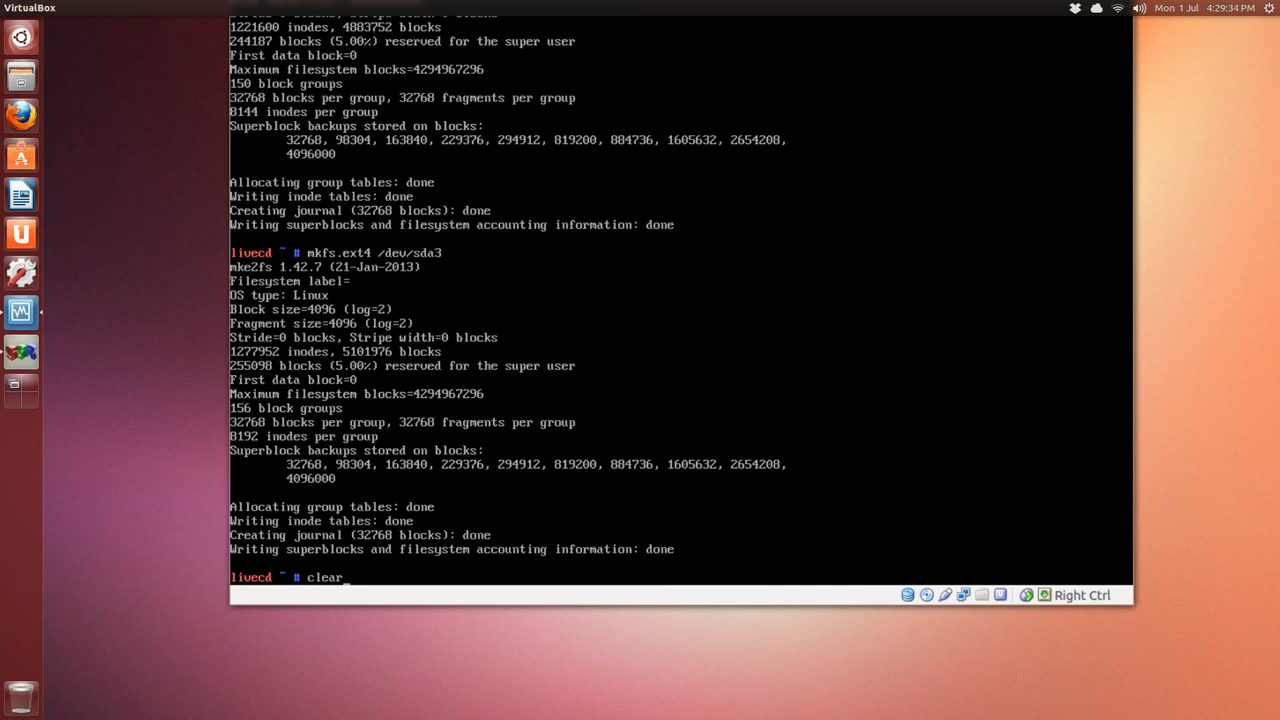 VirtualBox
Mon 1 Jul 4:29:34 PM
1221600 inodes, 4883752 blocks
244187 blocks (5.00%) reserved for the super user
First data block=0
Maximum filesystem blocks=4294967296
150 block groups
32768 blocks per group, 32768 fragments per group
8144 inodes per group
Superblock backups stored on blocks:
32768, 98304, 163840, 229376, 294912, 819200, 884736, 1605632, 2654208,
4096000
Allocating group tables: done
Writing inode tables: done
Creating journal (32768 blocks): done
Writing superblocks and filesystem accounting information: done
livecd ~ # mkfs.ext4 /dev/sda3
mke2fs 1.42.7 (21-Jan-2013)
Filesystem label=
OS type: Linux
Block size=4096 (log=2)
Fragment size=4096 (log=2)
Stride=0 blocks, Stripe width=0 blocks
1277952 inodes, 5101976 blocks
255098 blocks (5.00%) reserved for the super user
First data block=0
Maximum filesystem blocks=4294967296
156 block groups
32768 blocks per group, 32768 fragments per group
8192 inodes per group
Superblock backups stored on blocks:
32768, 98304, 163840, 229376, 294912, 819200, 884736, 1605632, 2654208,
4096000
Allocating group tables: done
Writing inode tables: done
Creating journal (32768 blocks): done
Writing superblocks and filesystem accounting information: done
livecd ~ # clear_
Right Ctrl